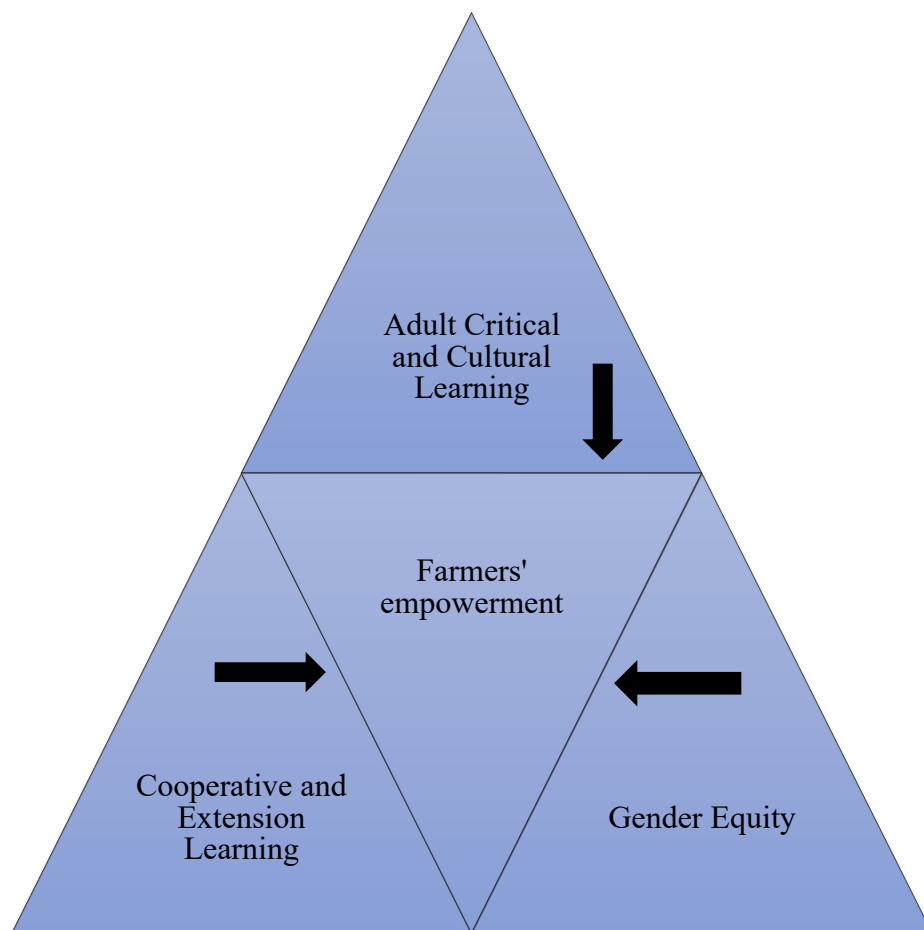 Adult Critical
and Cultural
Learning
Farmers'
empowerment
Cooperative and
Extension
Learning
Gender Equity